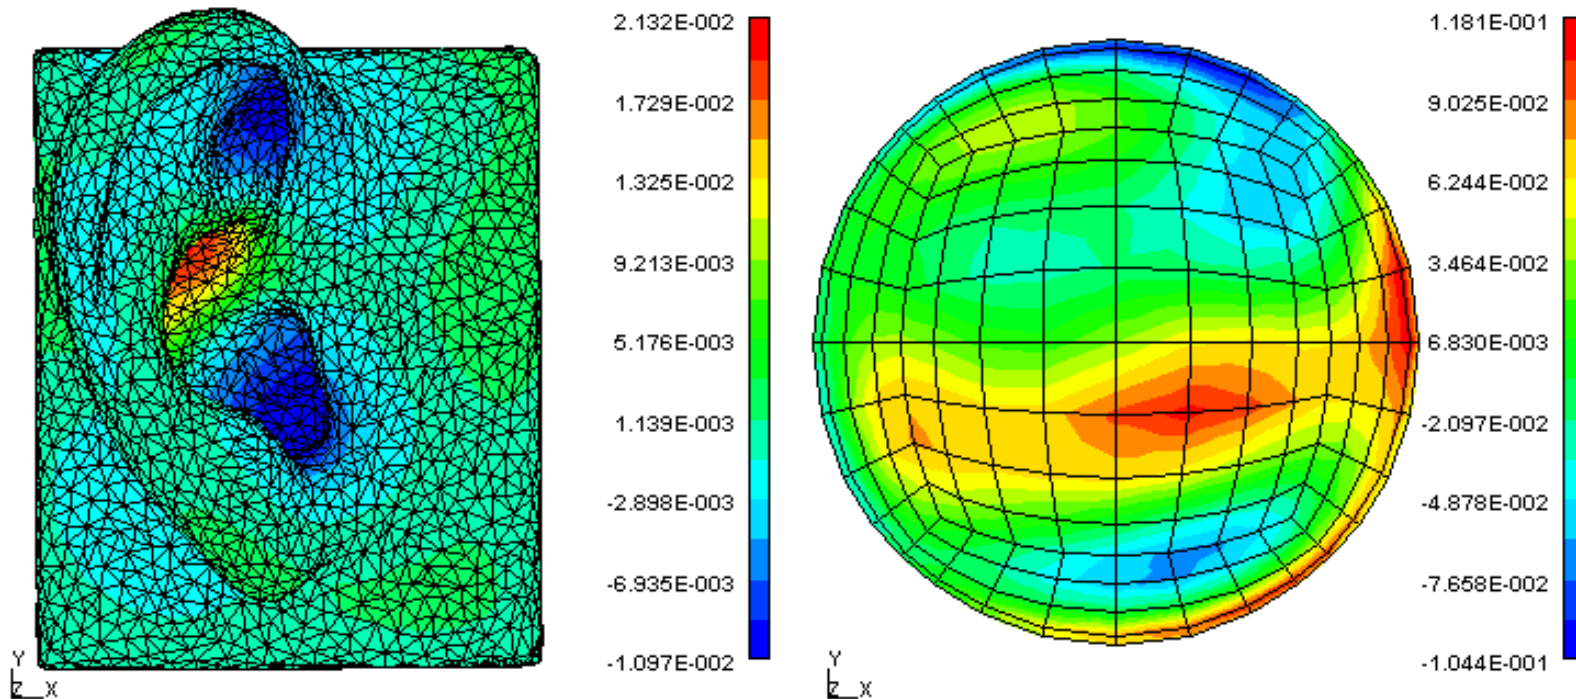 2.132E-002
1.729E-002
1.325E-002
9.213E-003
5.176E-003
1.139E-003
-2.898E-003
-6.935E-003
-1.097E-002
Y
Z X
1.181E-001
9.025E-002
6.244E-002
3.464E-002
6.830E-003
-2.097E-002
-4.878E-002
-7.658E-002
-1.044E-001
Y
Z X